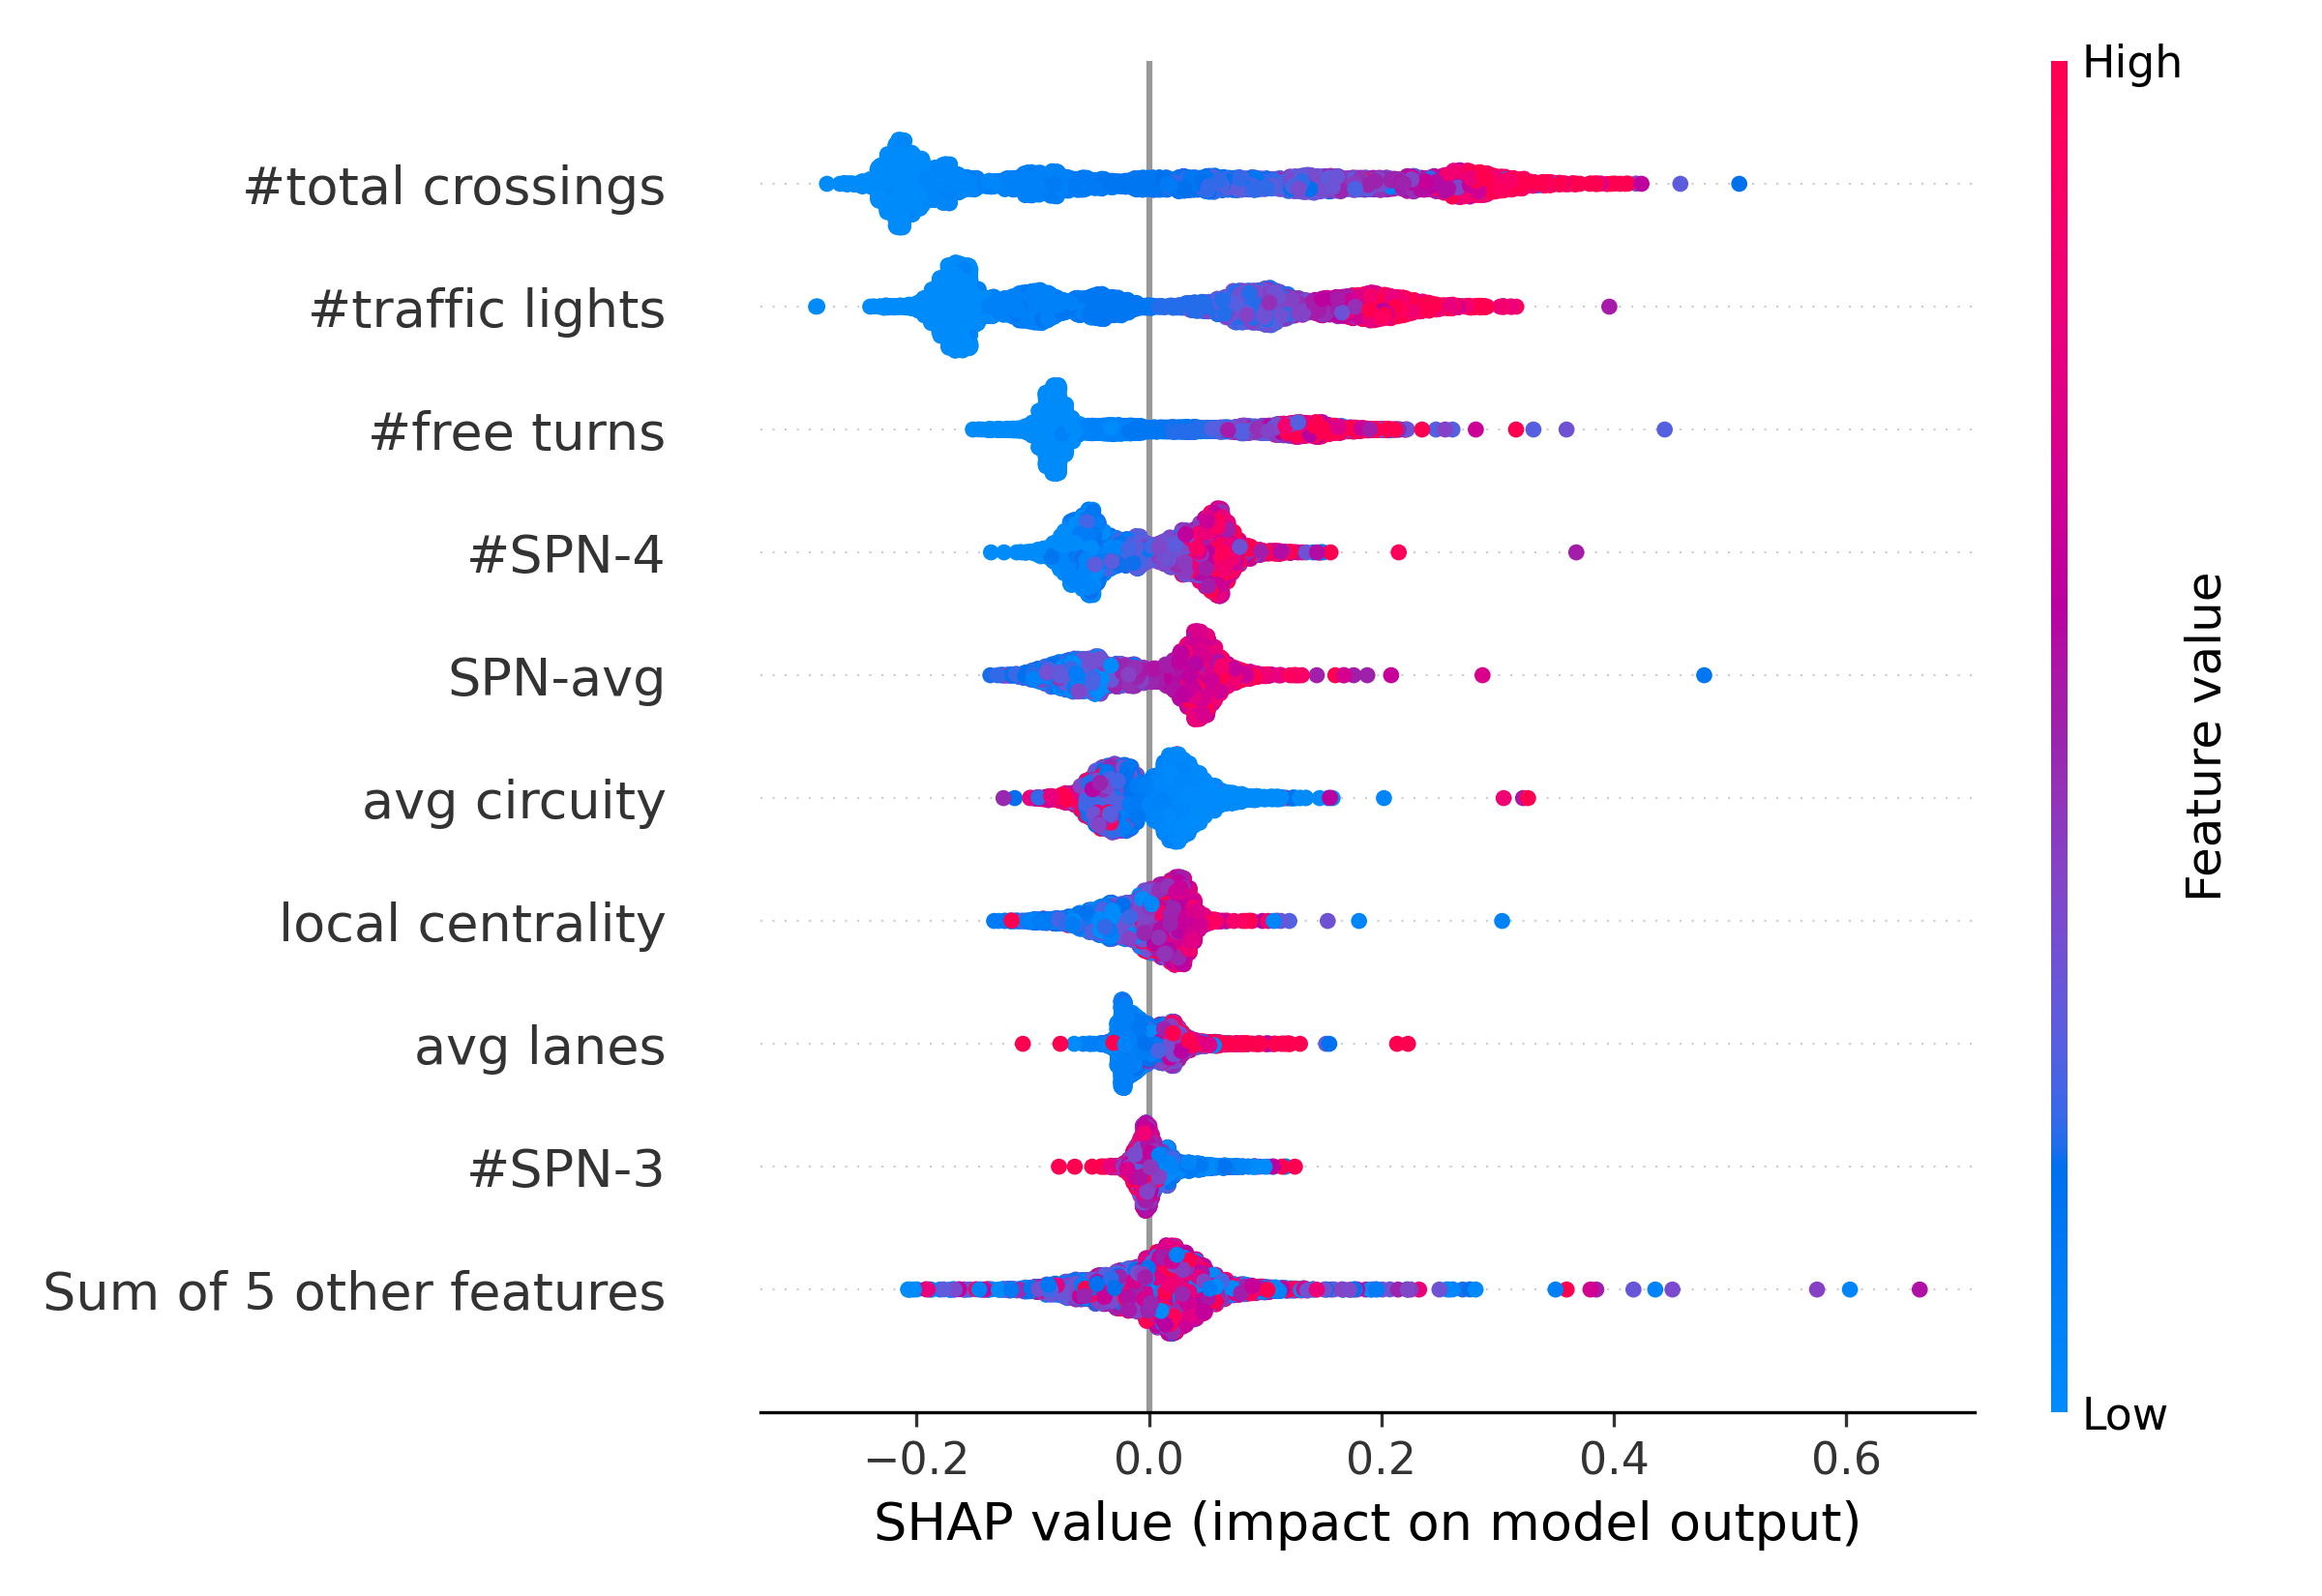 High
#total crossings
#traffic lights
#free turns
#SPN-4
SPN-avg
avg circuity
local centrality
avg lanes
#SPN-3
Sum of 5 other features
Feature value
Low
−0.2 0.0 0.2 0.4 0.6
SHAP value (impact on model output)